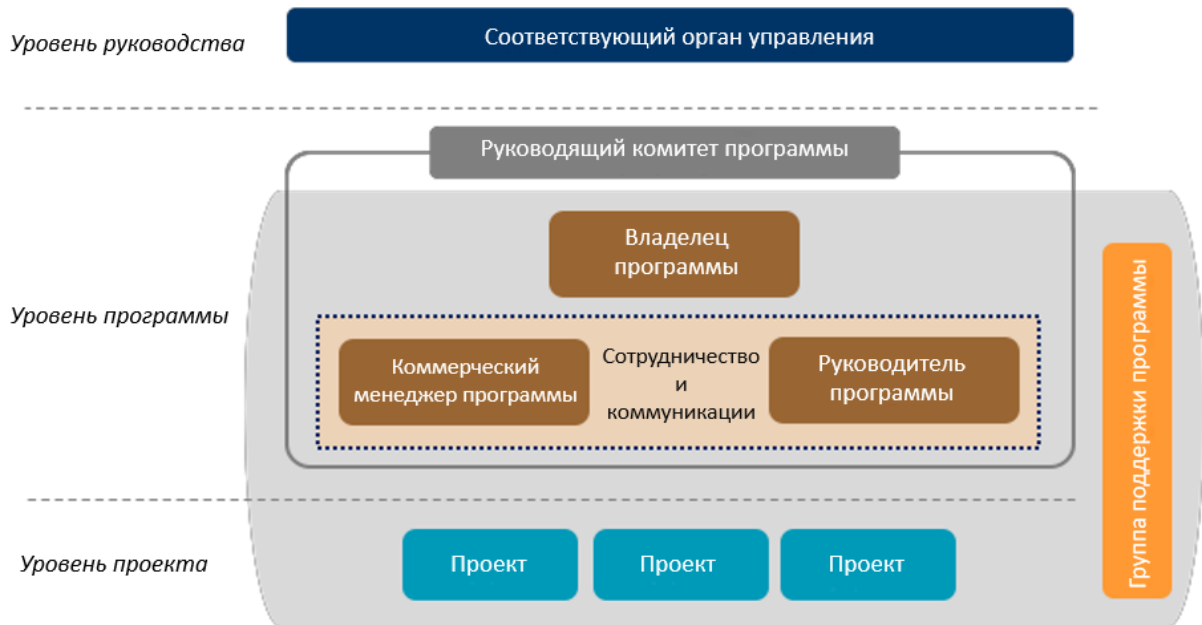 Уровень руководства
Соответствующий орган управления
Руководящий комитет программы
Владелец
программы
Уровень программы
Коммерческий
менеджер программы
Сотрудничество
и
коммуникации
Руководитель
программы
Группа поддержки программы
Уровень проекта
Проект
Проект
Проект